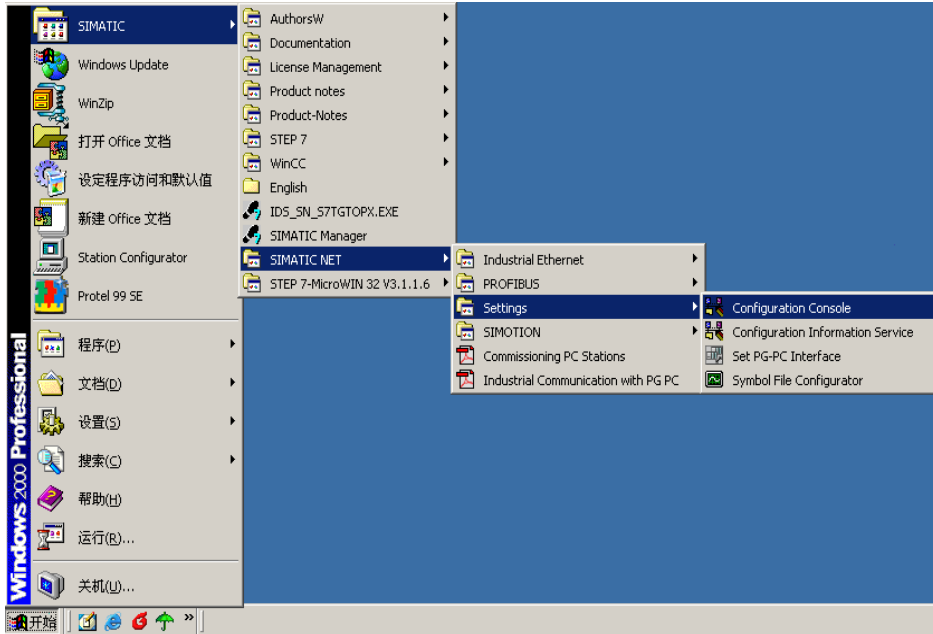 SIMATIC
Windows Update
WinZip
打开 Office 文档
设定程序访问和默认值
新建 Office 文档
Station Configurator
Protel 99 SE
程序(P)
文档(D)
设置(S)
搜索(C)
帮助(H)
运行(R)...
关机(U)...
Windows 2000 Professional
开始
»
AuthorsW
Documentation
License Management
Product notes
Product-Notes
STEP 7
WinCC
English
IDS_SN_S7TGTOPX.EXE
SIMATIC Manager
SIMATIC NET
STEP 7-MicroWIN 32 V3.1.1.6
Industrial Ethernet
PROFIBUS
Settings
SIMOTION
Commissioning PC Stations
Industrial Communication with PG PC
Configuration Console
Configuration Information Service
Set PG-PC Interface
Symbol File Configurator